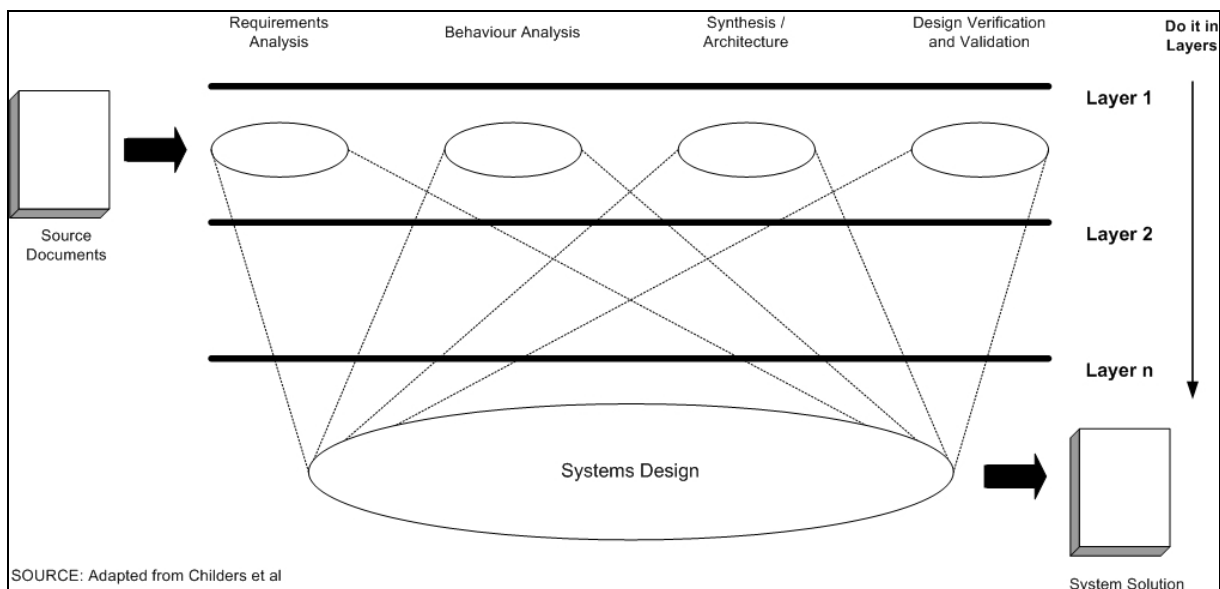 Requirements
Analysis
Behaviour Analysis
Synthesis /
Architecture
Design Verification
and Validation
Do it in
Layers
Layer 1
Source
Documents
Layer 2
Layer n
Systems Design
SOURCE: Adapted from Childers et al
System Solution